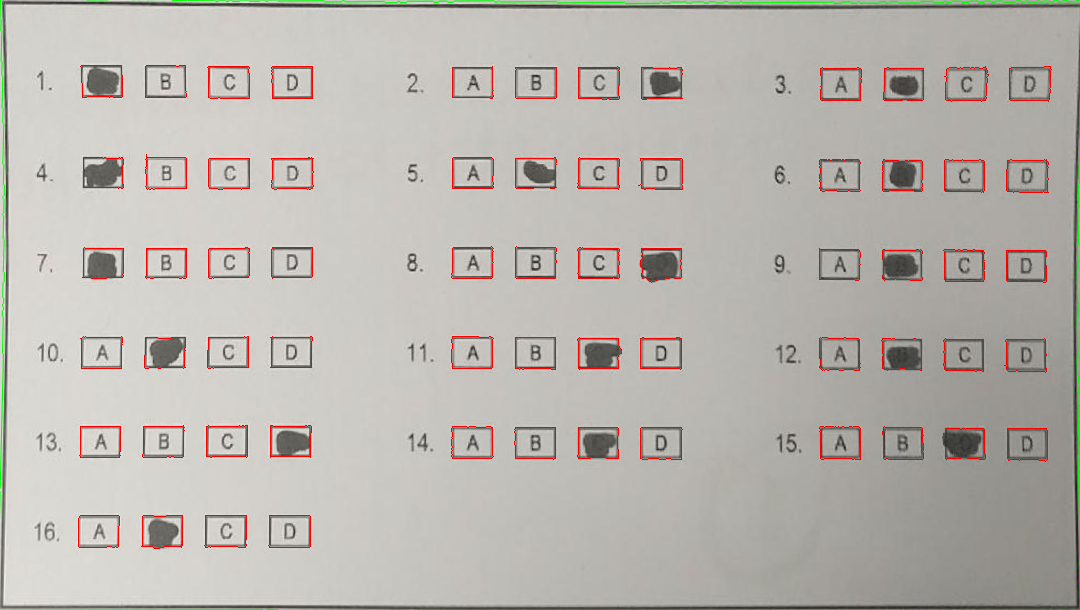 1. B C D 2. A B C 3. A C D
4. B C D 5. A C D 6. A C D
7. B C D 8. A B C 9. A C D
10. A C D 11. A B D 12. A C D
13. A B C 14. A B D 15. A B D
16. A C D